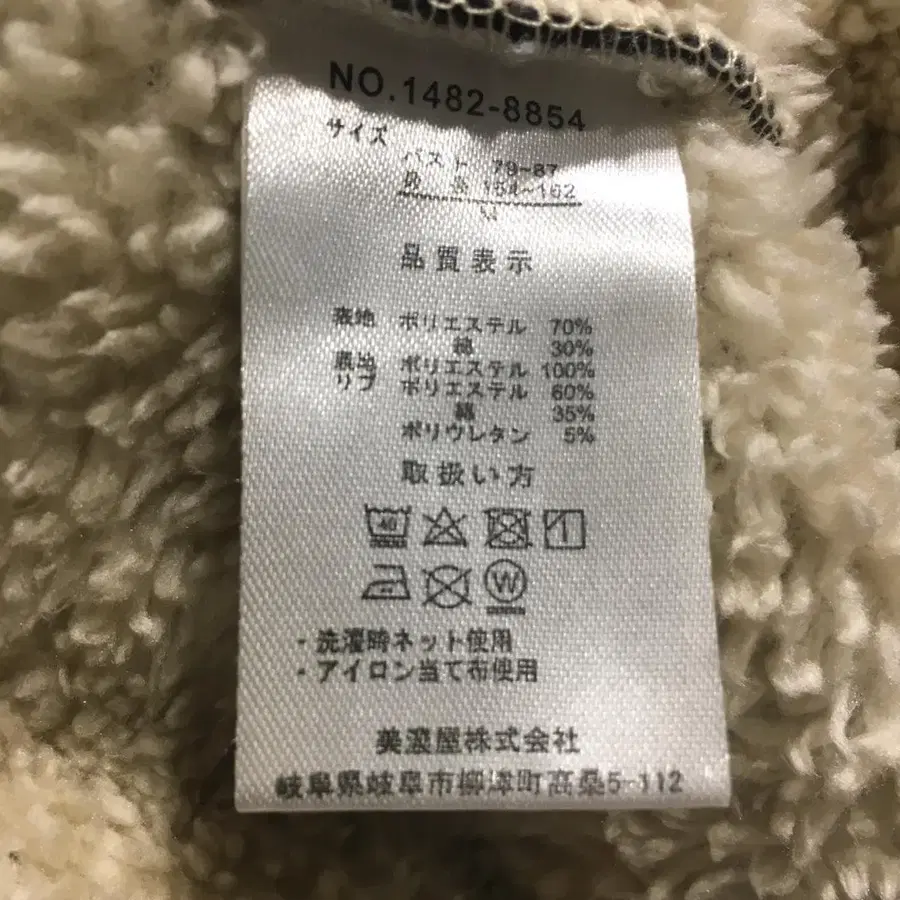 NO.1482-8854
サイズ バスト 79-87
身 長 154-162
M
品質表示
表地 ポリエステル 70%
綿 30%
裏地 ポリエステル 100%
リブ ポリエステル 60%
綿 35%
ポリウレタン 5%
取扱い方
40
W
・洗濯時ネット使用
・アイロン当て布使用
美濃屋株式会社
岐阜県岐阜市柳津町高桑5-112